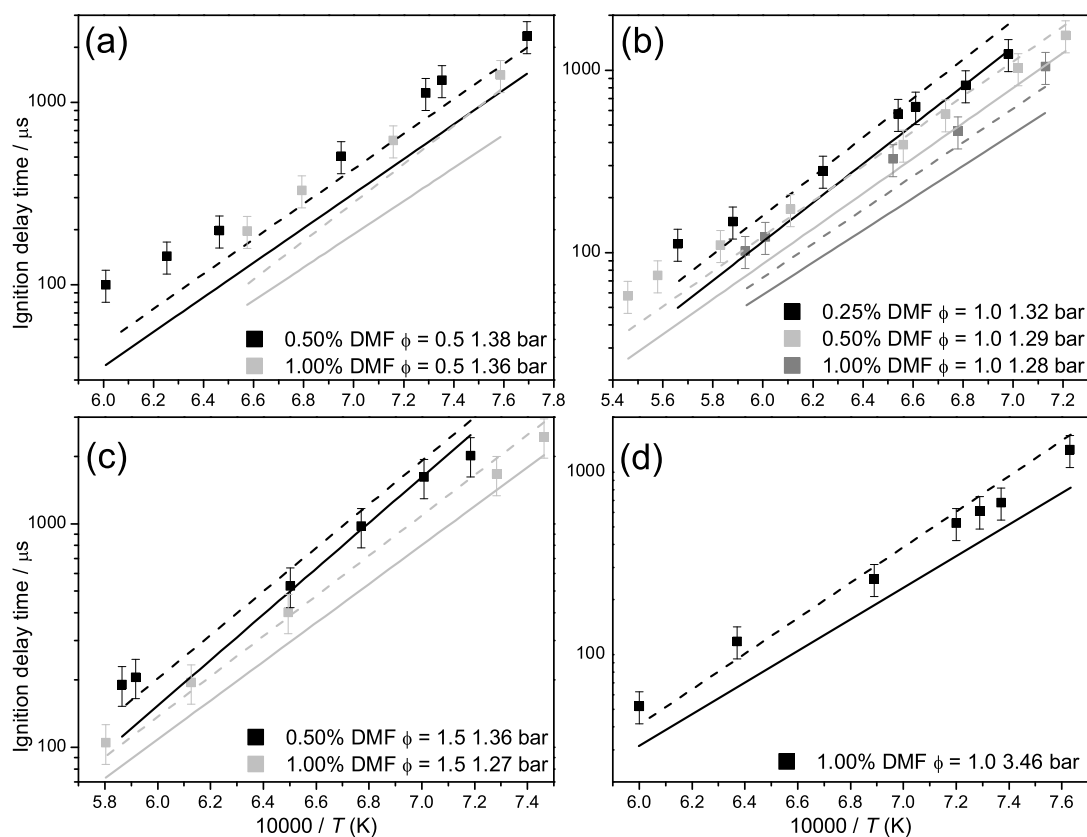 (a)
Ignition delay time / μs
1000
100
0.50% DMF ϕ = 0.5 1.38 bar
1.00% DMF ϕ = 0.5 1.36 bar
6.0 6.2 6.4 6.6 6.8 7.0 7.2 7.4 7.6 7.8
(b)
1000
100
0.25% DMF ϕ = 1.0 1.32 bar
0.50% DMF ϕ = 1.0 1.29 bar
1.00% DMF ϕ = 1.0 1.28 bar
5.4 5.6 5.8 6.0 6.2 6.4 6.6 6.8 7.0 7.2
(c)
Ignition delay time / μs
1000
100
0.50% DMF ϕ = 1.5 1.36 bar
1.00% DMF ϕ = 1.5 1.27 bar
5.8 6.0 6.2 6.4 6.6 6.8 7.0 7.2 7.4
10000 / T (K)
(d)
1000
100
1.00% DMF ϕ = 1.0 3.46 bar
6.0 6.2 6.4 6.6 6.8 7.0 7.2 7.4 7.6
10000 / T (K)